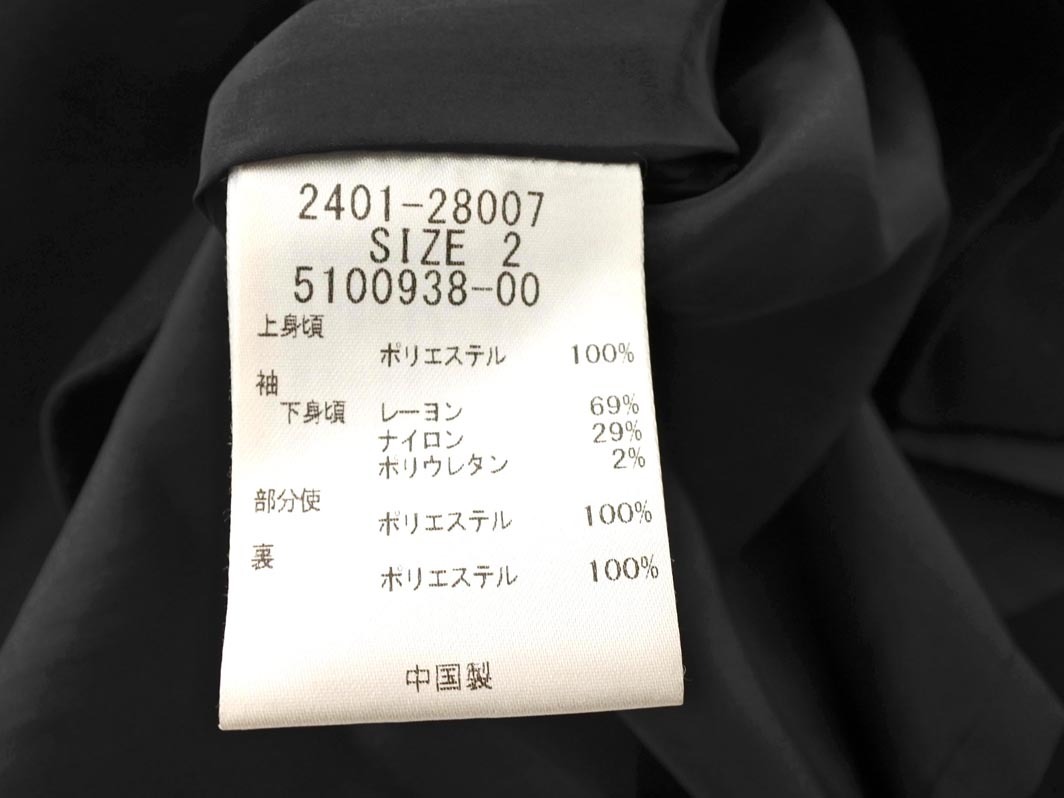 2401-28007
SIZE 2
5100938-00
上身頃
ポリエステル 100%
袖
下身頃 レーヨン 69%
ナイロン 29%
ポリウレタン 2%
部分使
ポリエステル 100%
裏
ポリエステル 100%
中国製